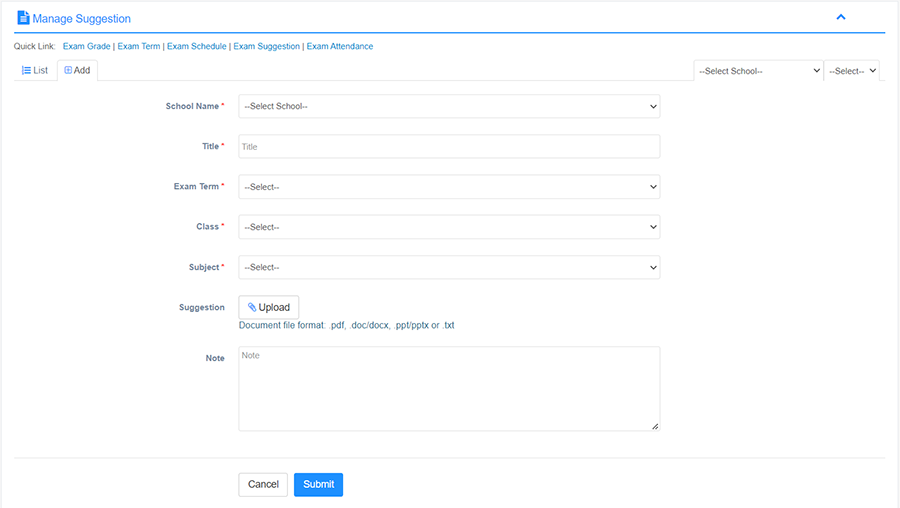 Manage Suggestion
Quick Link: Exam Grade | Exam Term | Exam Schedule | Exam Suggestion | Exam Attendance
List Add --Select School-- --Select--
School Name * --Select School--
Title * Title
Exam Term * --Select--
Class * --Select--
Subject * --Select--
Suggestion Upload
Document file format. .pdf, .doc/docx, .ppt/pptx or .txt
Note Note
Cancel Submit